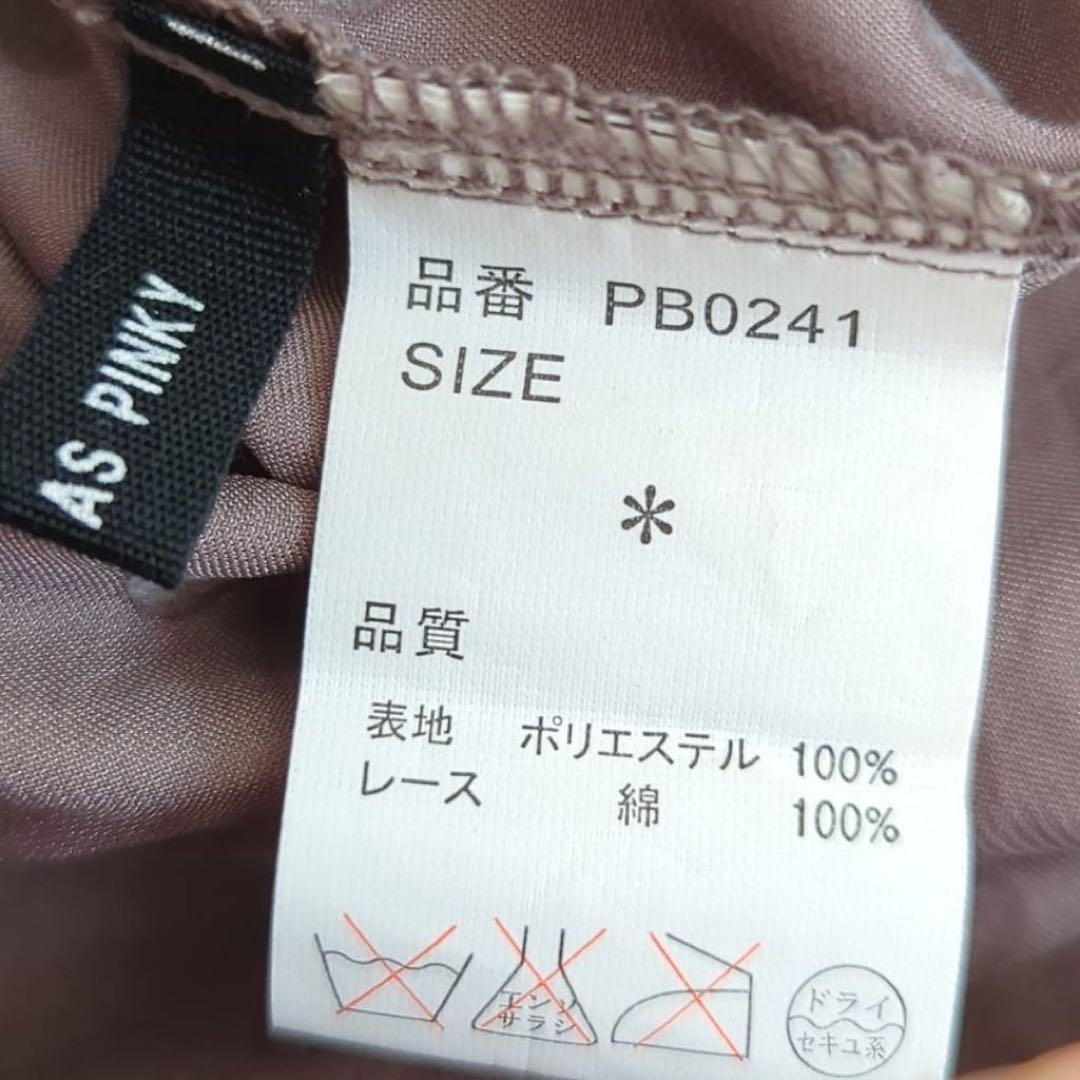 AS PINKY
品番 PB0241
SIZE
*
品質
表地 ポリエステル 100%
レース 綿 100%
エンソ
サラシ
ドライ
セキユ系